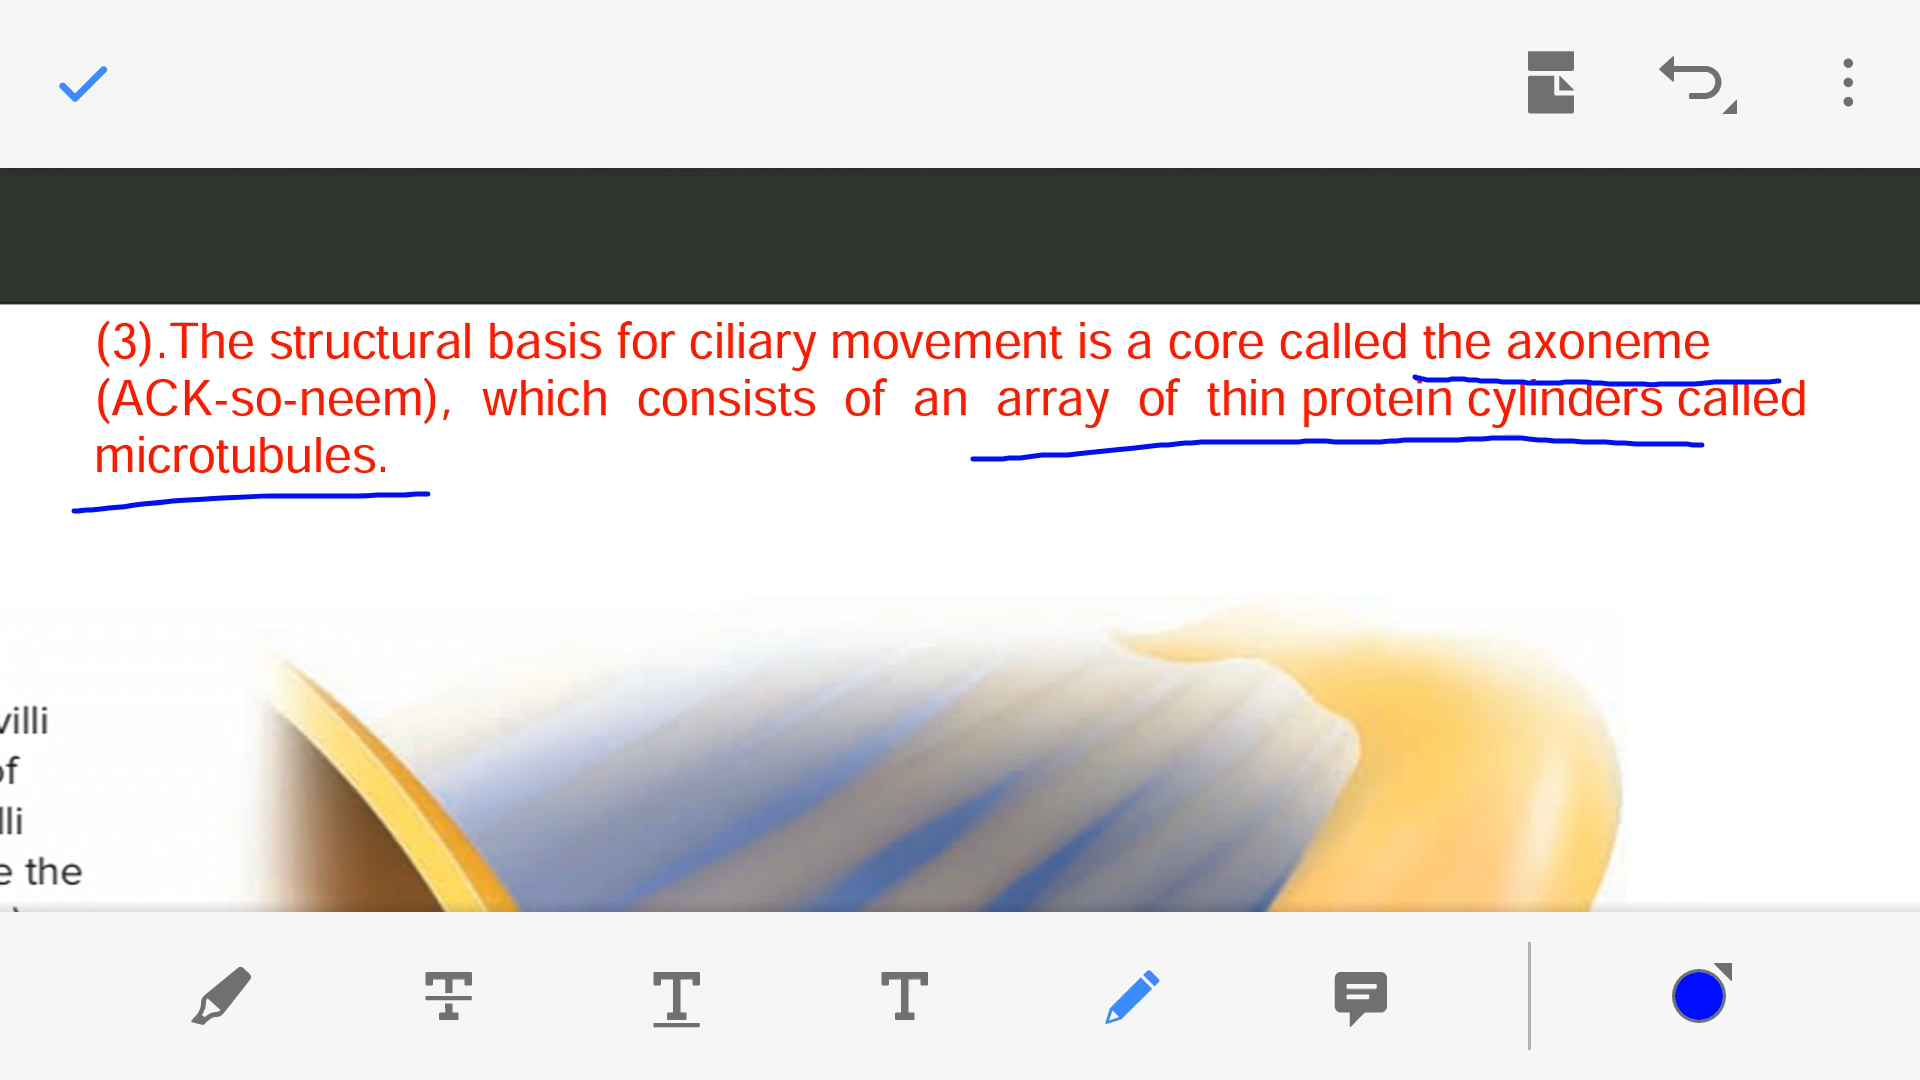 (3).The structural basis for ciliary movement is a core called the axoneme
(ACK-so-neem), which consists of an array of thin protein cylinders called
microtubules.
villi
of
lli
e the